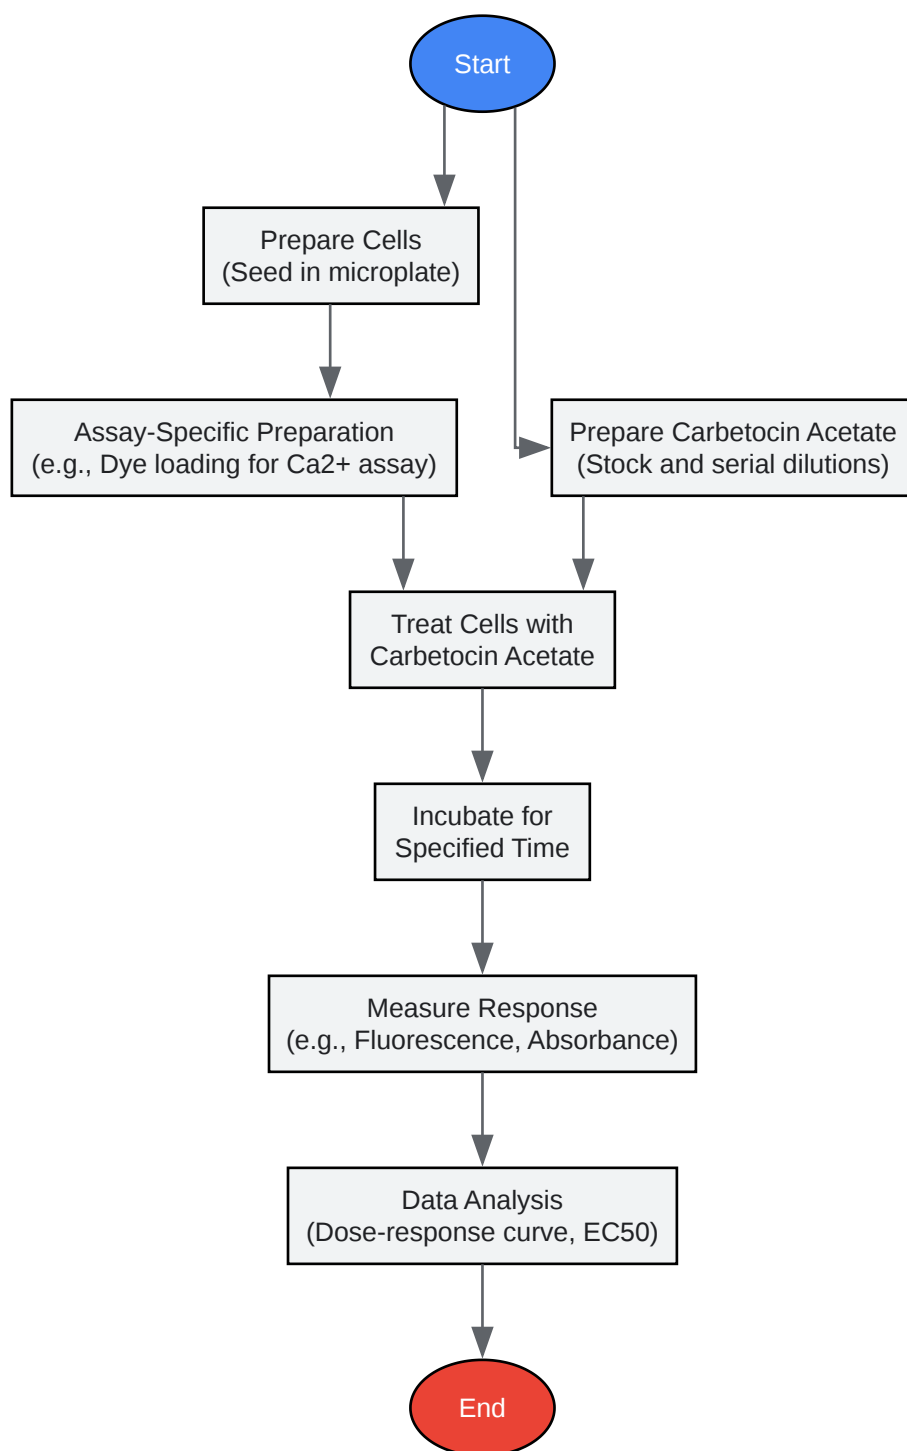 Start
Prepare Cells
(Seed in microplate)
Assay-Specific Preparation
(e.g., Dye loading for Ca2+ assay)
Prepare Carbetocin Acetate
(Stock and serial dilutions)
Treat Cells with
Carbetocin Acetate
Incubate for
Specified Time
Measure Response
(e.g., Fluorescence, Absorbance)
Data Analysis
(Dose-response curve, EC50)
End